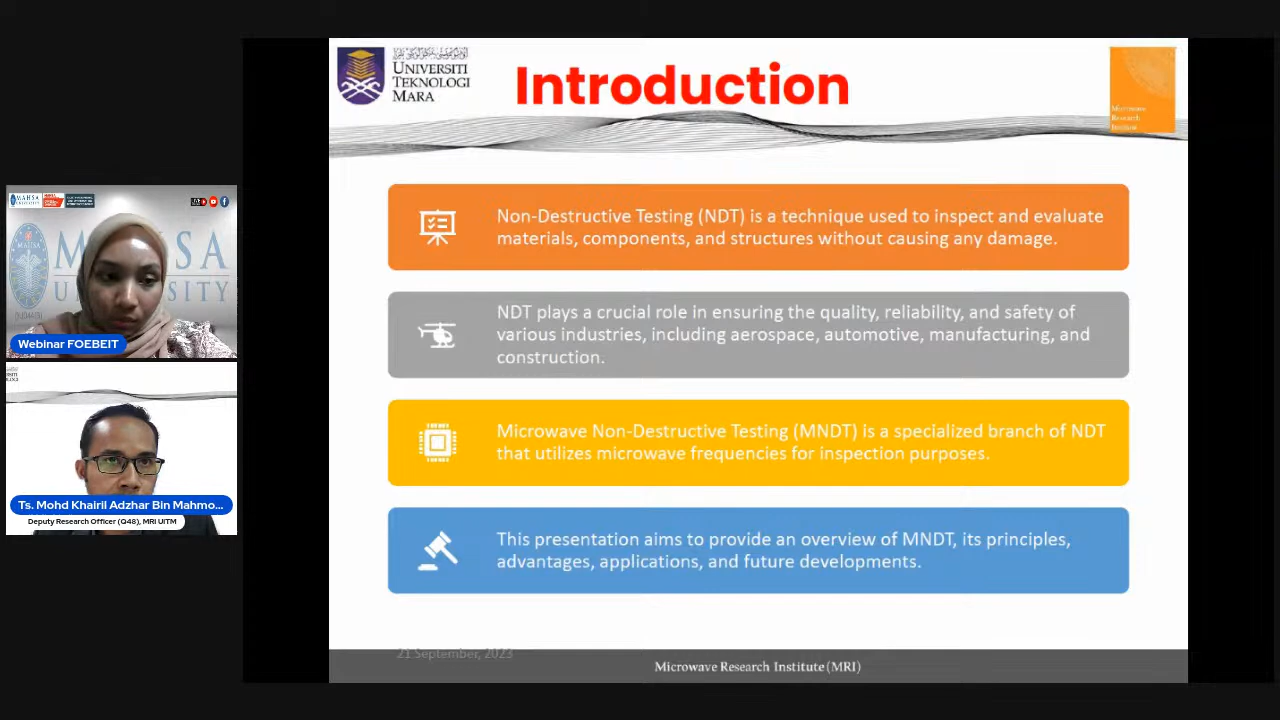 UNIVERSITI
TEKNOLOGI
MARA
Introduction
Microwave
Research
Institute
Non-Destructive Testing (NDT) is a technique used to inspect and evaluate
materials, components, and structures without causing any damage.
NDT plays a crucial role in ensuring the quality, reliability, and safety of
various industries, including aerospace, automotive, manufacturing, and
construction.
Microwave Non-Destructive Testing (MNDT) is a specialized branch of NDT
that utilizes microwave frequencies for inspection purposes.
This presentation aims to provide an overview of MNDT, its principles,
advantages, applications, and future developments.
21 September, 2023
Microwave Research Institute (MRI)
MAHSA
UNIVERSITY
Webinar FOEBEIT
Ts. Mohd Khairil Adzhar Bin Mahmo...
Deputy Research Officer (Q48), MRI UITM